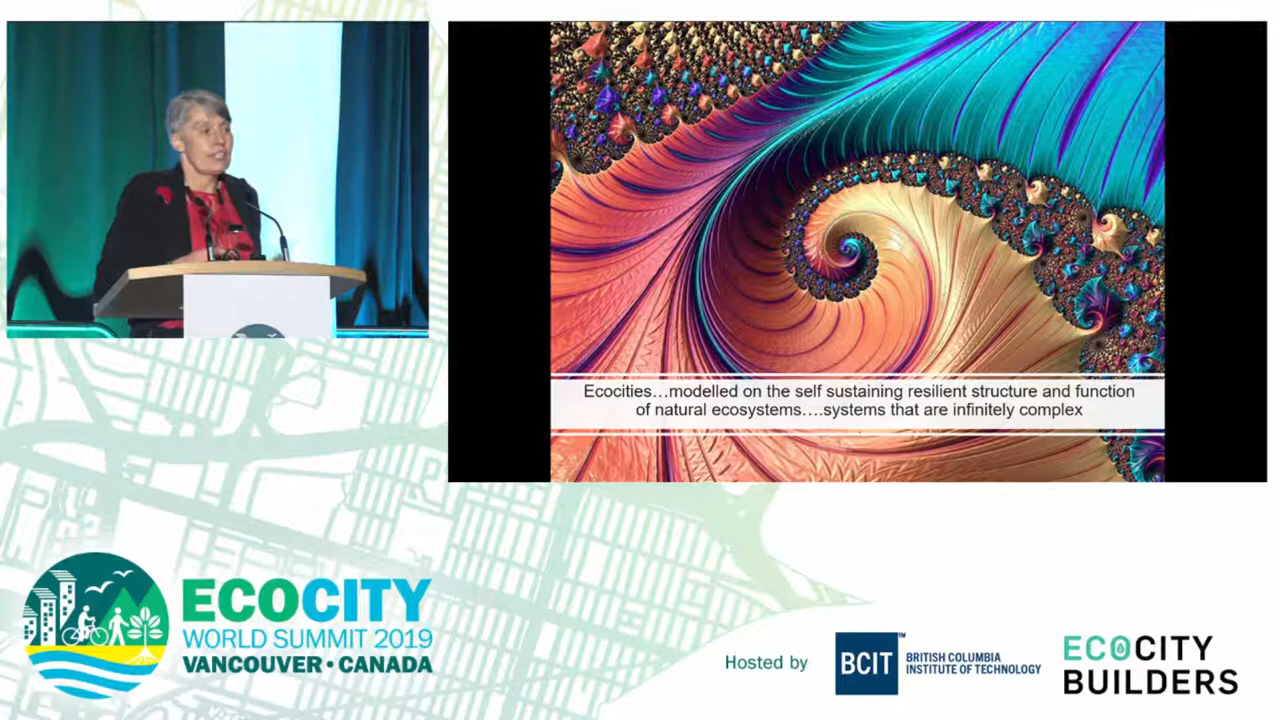 Ecocities…modelled on the self sustaining resilient structure and function
of natural ecosystems….systems that are infinitely complex
ECOCITY
WORLD SUMMIT 2019
VANCOUVER • CANADA
Hosted by
BCIT™
BRITISH COLUMBIA
INSTITUTE OF TECHNOLOGY
ECOCITY
BUILDERS